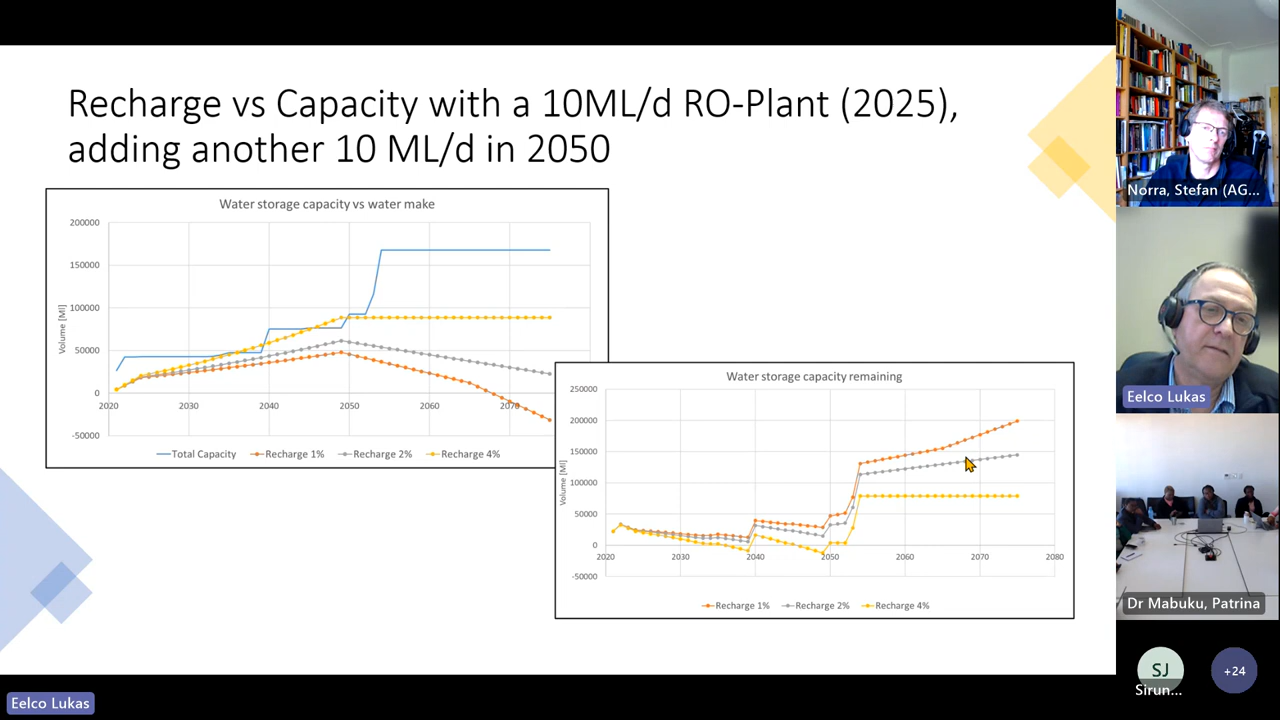 Recharge vs Capacity with a 10ML/d RO-Plant (2025),
adding another 10 ML/d in 2050
Water storage capacity vs water make
200000
150000
100000
50000
0
-50000
Volume [Ml]
2020 2030 2040 2050 2060 2070
Total Capacity Recharge 1% Recharge 2% Recharge 4%
Water storage capacity remaining
250000
200000
150000
100000
50000
0
-50000
Volume [Ml]
2020 2030 2040 2050 2060 2070 2080
Recharge 1% Recharge 2% Recharge 4%
Norra, Stefan (AG...
Eelco Lukas
Dr Mabuku, Patrina
SJ
Sirun...
+24
Eelco Lukas